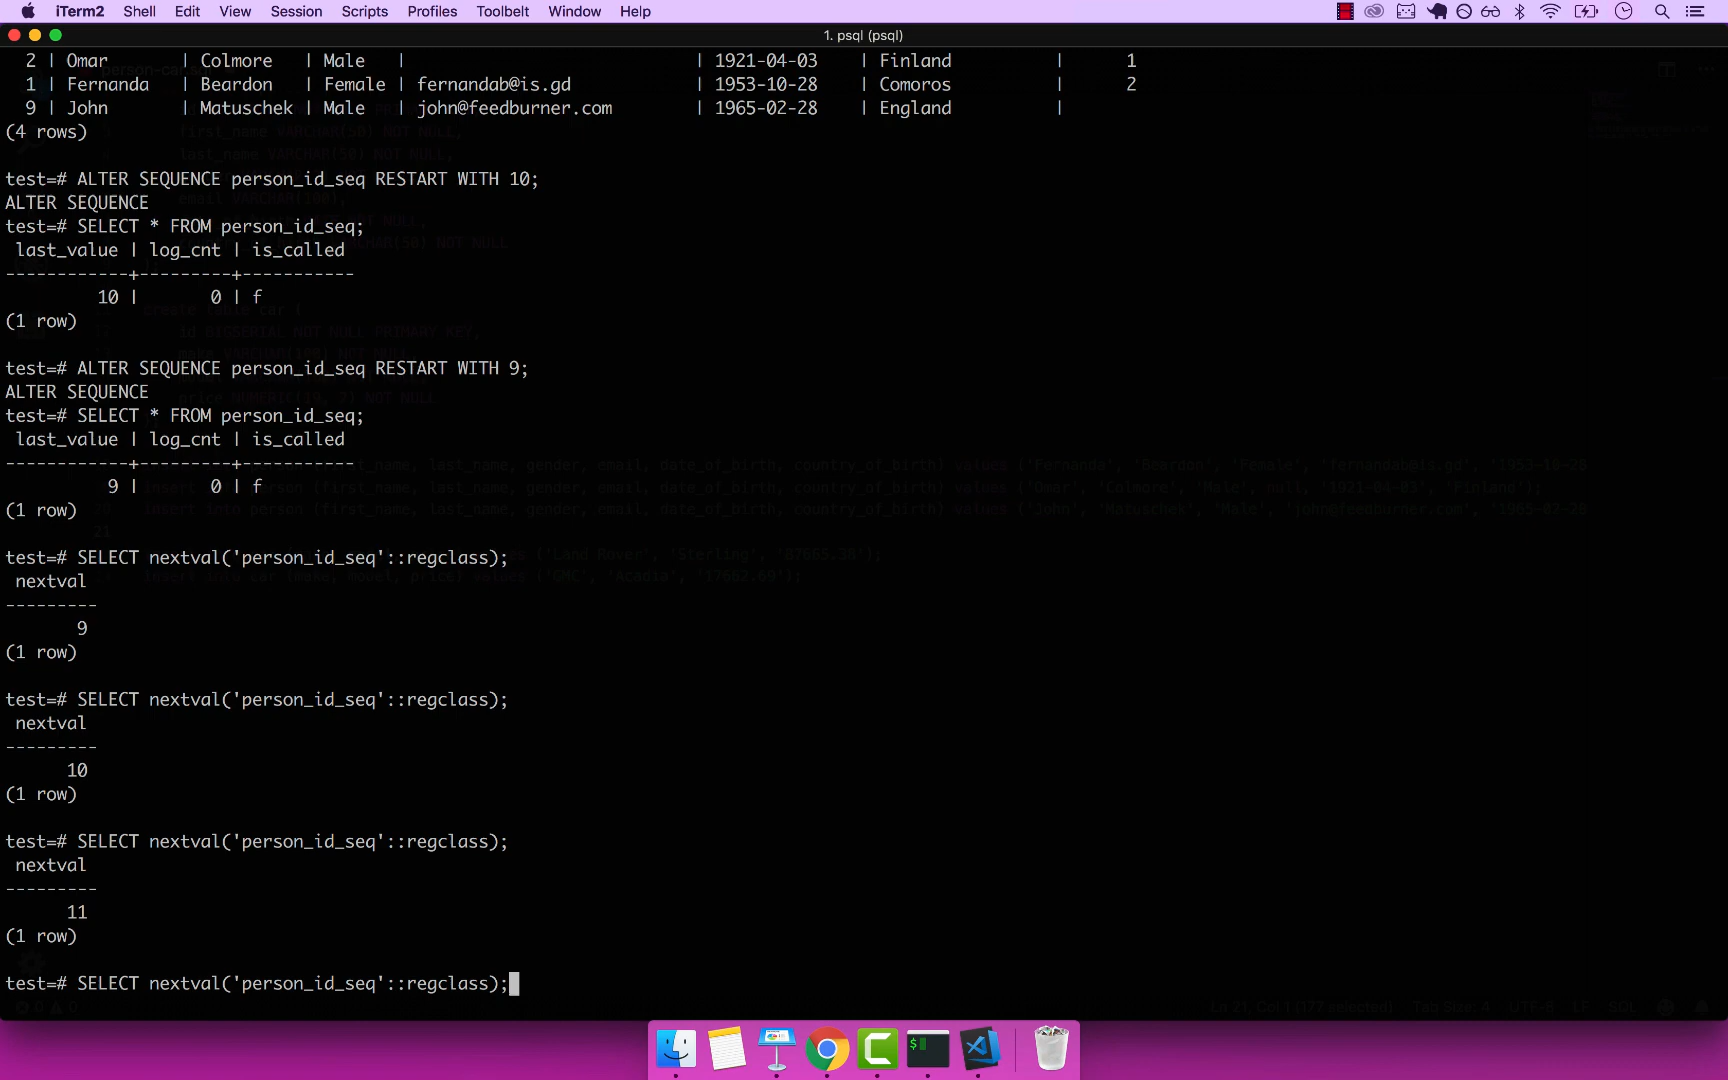 iTerm2 Shell Edit View Session Scripts Profiles Toolbelt Window Help
1. psql (psql)
2 | Omar | Colmore | Male | | 1921-04-03 | Finland | 1
1 | Fernanda | Beardon | Female | fernandab@is.gd | 1953-10-28 | Comoros | 2
9 | John | Matuschek | Male | john@feedburner.com | 1965-02-28 | England |
(4 rows)
test=# ALTER SEQUENCE person_id_seq RESTART WITH 10;
ALTER SEQUENCE
test=# SELECT * FROM person_id_seq;
last_value | log_cnt | is_called
------------+---------+-----------
10 | 0 | f
(1 row)
test=# ALTER SEQUENCE person_id_seq RESTART WITH 9;
ALTER SEQUENCE
test=# SELECT * FROM person_id_seq;
last_value | log_cnt | is_called
------------+---------+-----------
9 | 0 | f
(1 row)
test=# SELECT nextval('person_id_seq'::regclass);
nextval
---------
9
(1 row)
test=# SELECT nextval('person_id_seq'::regclass);
nextval
---------
10
(1 row)
test=# SELECT nextval('person_id_seq'::regclass);
nextval
---------
11
(1 row)
test=# SELECT nextval('person_id_seq'::regclass);